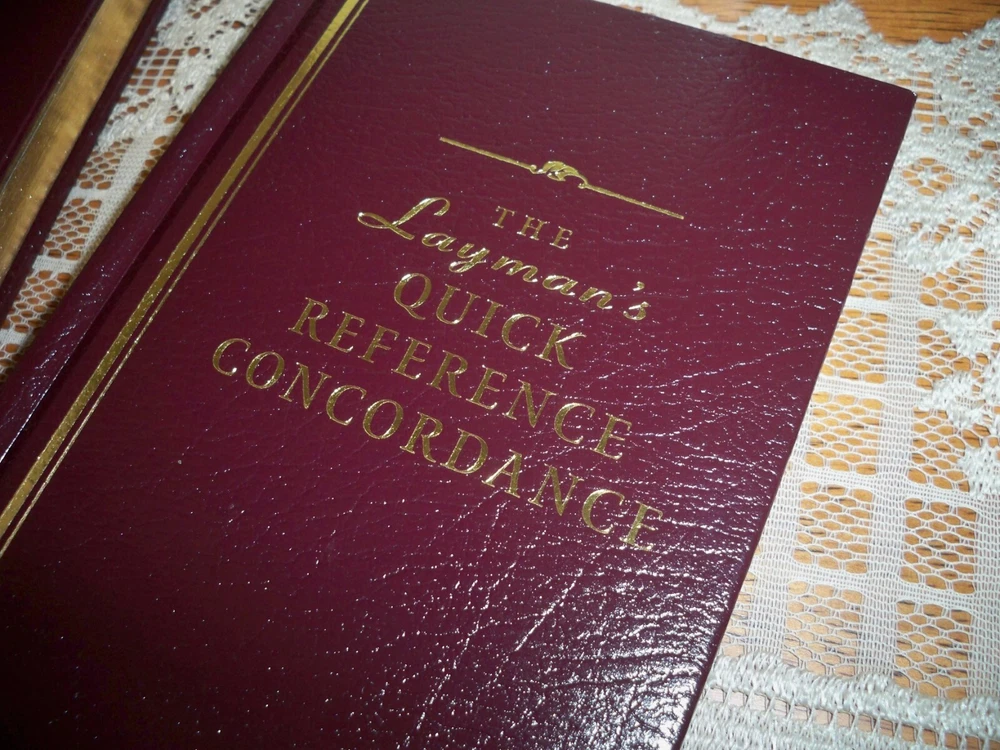 THE
Layman's
QUICK
REFERENCE
CONCORDANCE